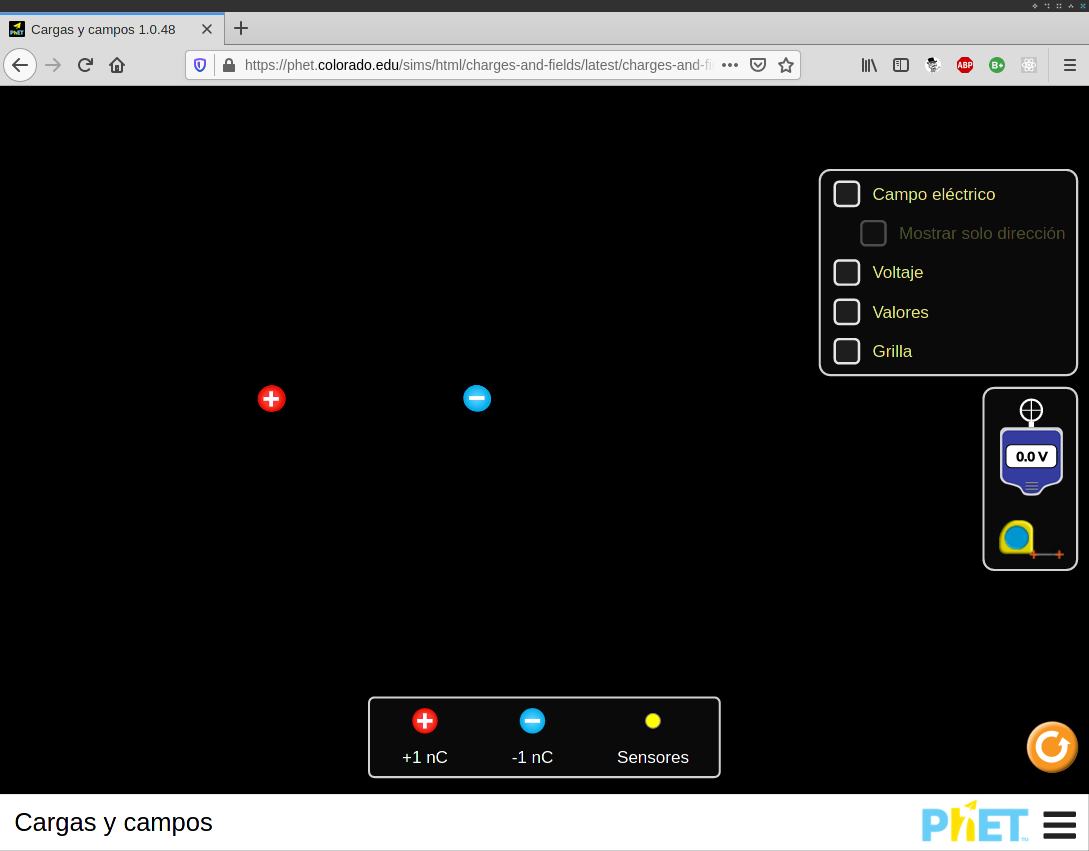 Cargas y campos 1.0.48
https://phet.colorado.edu/sims/html/charges-and-fields/latest/charges-and-fi
ABP
B+
Campo eléctrico
Mostrar solo dirección
Voltaje
Valores
Grilla
0.0 V
+1 nC
-1 nC
Sensores
Cargas y campos
PhET